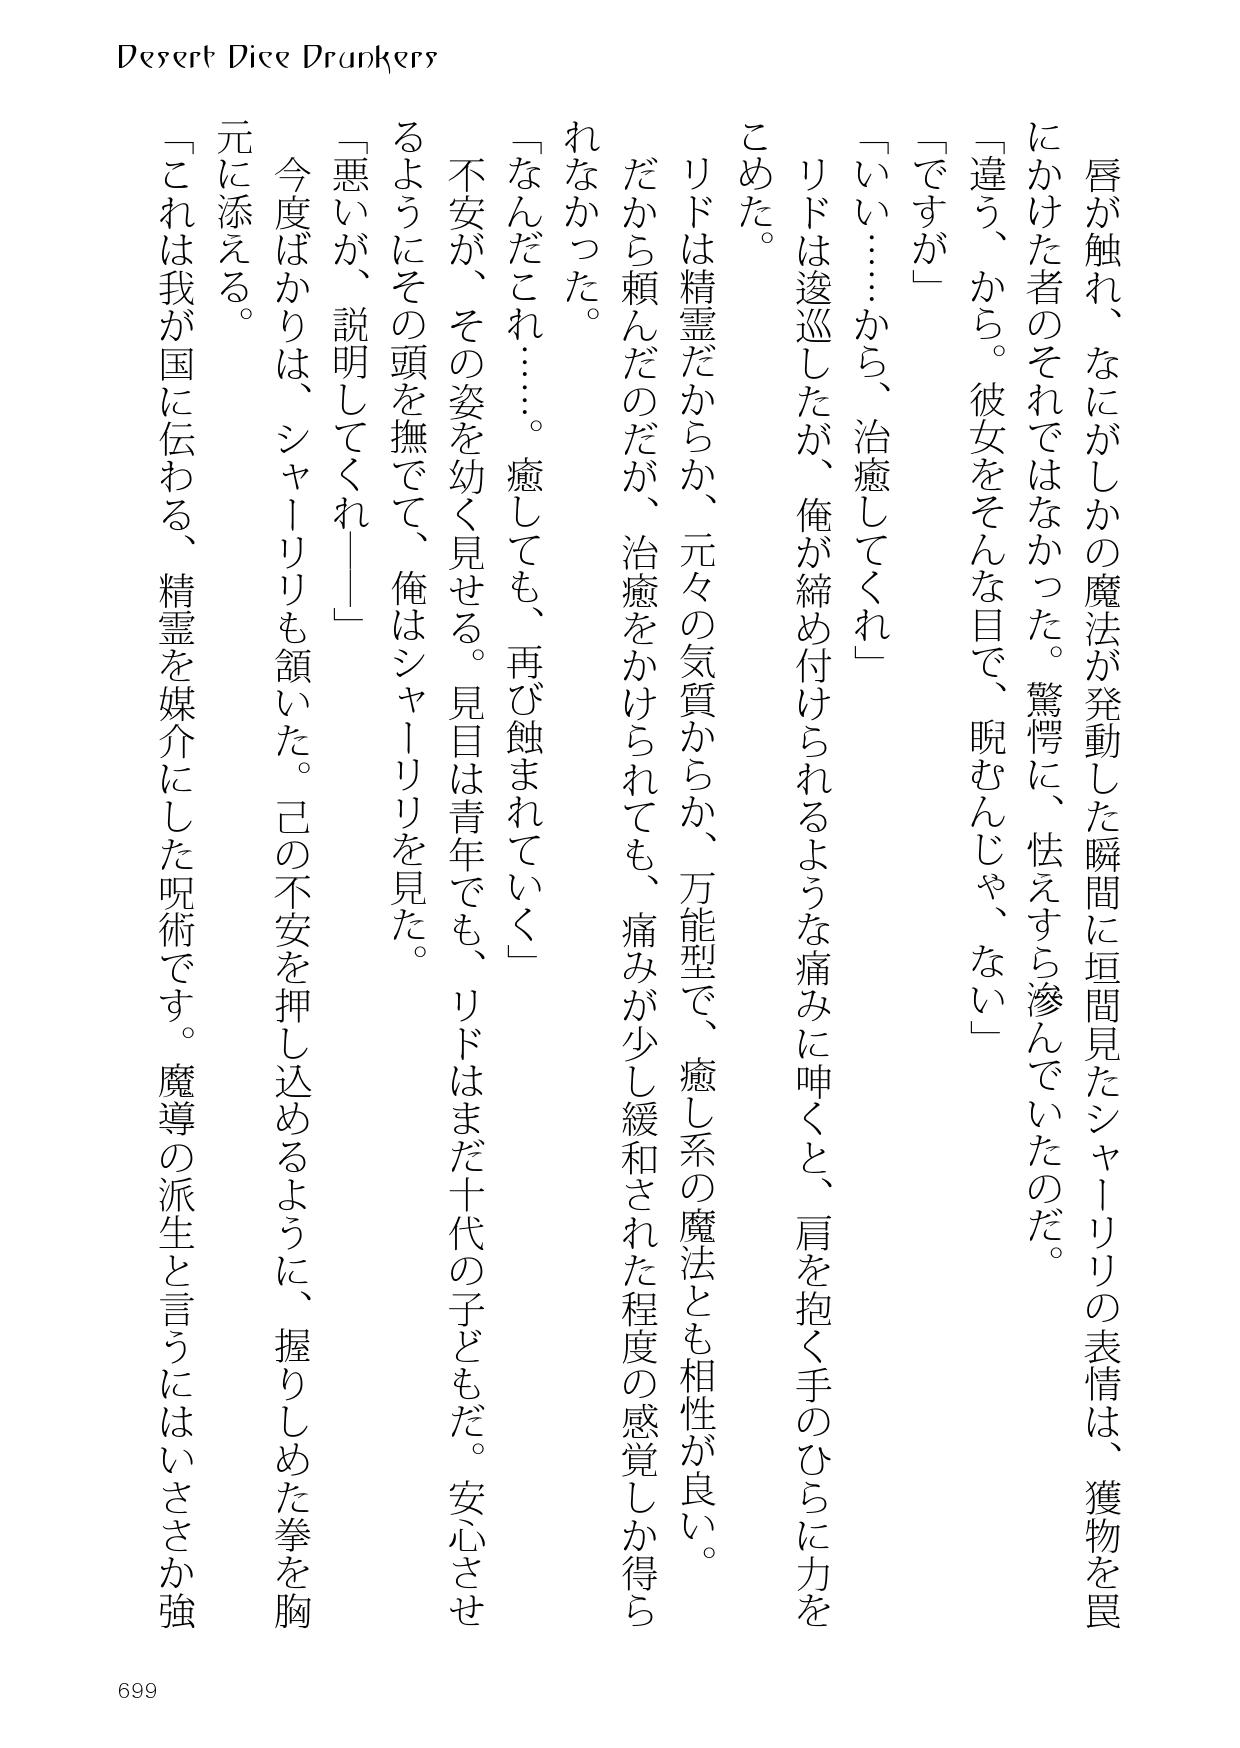 Desert Dice Drunkers
　唇が触れ、なにがしかの魔法が発動した瞬間に垣間見たシャーリリの表情は、獲物を罠
にかけた者のそれではなかった。驚愕に、怯えすら滲んでいたのだ。
「違う、から。彼女をそんな目で、睨むんじゃ、ない」
「ですが」
「いい……から、治癒してくれ」
　リドは逡巡したが、俺が締め付けられるような痛みに呻くと、肩を抱く手のひらに力を
こめた。
　リドは精霊だからか、元々の気質からか、万能型で、癒し系の魔法とも相性が良い。
　だから頼んだのだが、治癒をかけられても、痛みが少し緩和された程度の感覚しか得ら
れなかった。
「なんだこれ……。癒しても、再び蝕まれていく」
　不安が、その姿を幼く見せる。見目は青年でも、リドはまだ十代の子どもだ。安心させ
るようにその頭を撫でて、俺はシャーリリを見た。
「悪いが、説明してくれ――」
　今度ばかりは、シャーリリも頷いた。己の不安を押し込めるように、握りしめた拳を胸
元に添える。
「これは我が国に伝わる、精霊を媒介にした呪術です。魔導の派生と言うにはいささか強
699